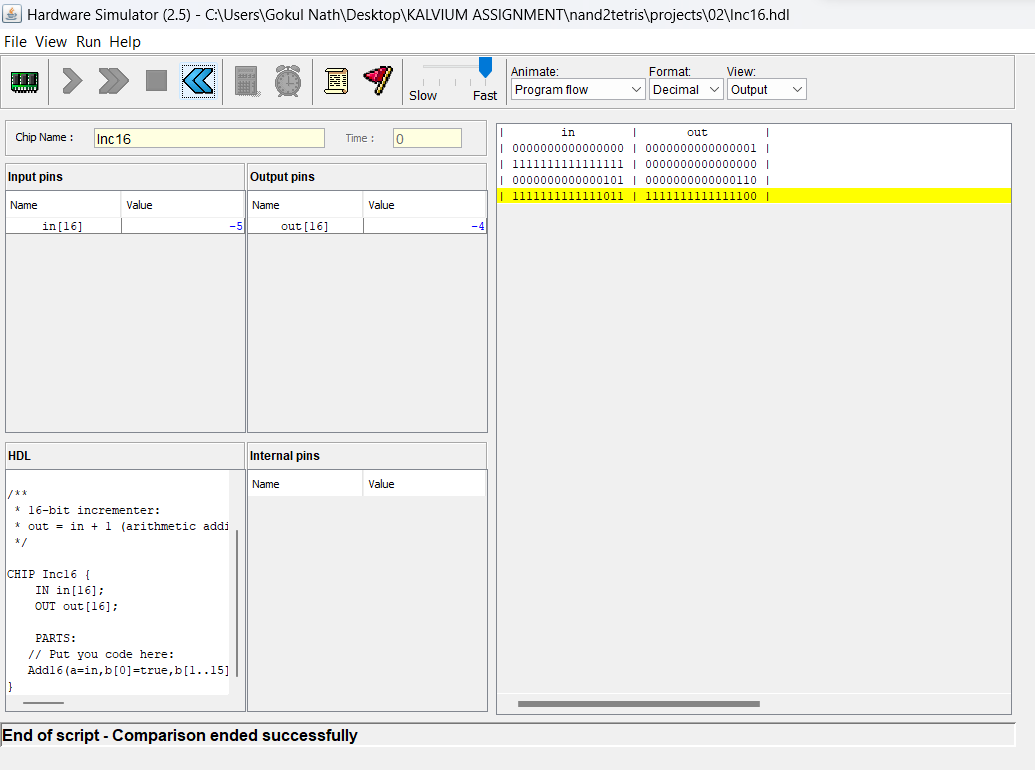 Hardware Simulator (2.5) - C:\Users\Gokul Nath\Desktop\KALVIUM ASSIGNMENT\nand2tetris\projects\02\Inc16.hdl
File View Run Help
Slow Fast
Animate: Format: View:
Program flow Decimal Output
Chip Name : Inc16 Time : 0
Input pins
Name Value
in[16] -5
Output pins
Name Value
out[16] -4
HDL
/**
* 16-bit incrementer:
* out = in + 1 (arithmetic addi
*/
CHIP Inc16 {
IN in[16];
OUT out[16];
PARTS:
// Put you code here:
Add16(a=in,b[0]=true,b[1..15]
}
Internal pins
Name Value
| in | out |
| 0000000000000000 | 0000000000000001 |
| 1111111111111111 | 0000000000000000 |
| 0000000000000101 | 0000000000000110 |
| 1111111111111011 | 1111111111111100 |
End of script - Comparison ended successfully